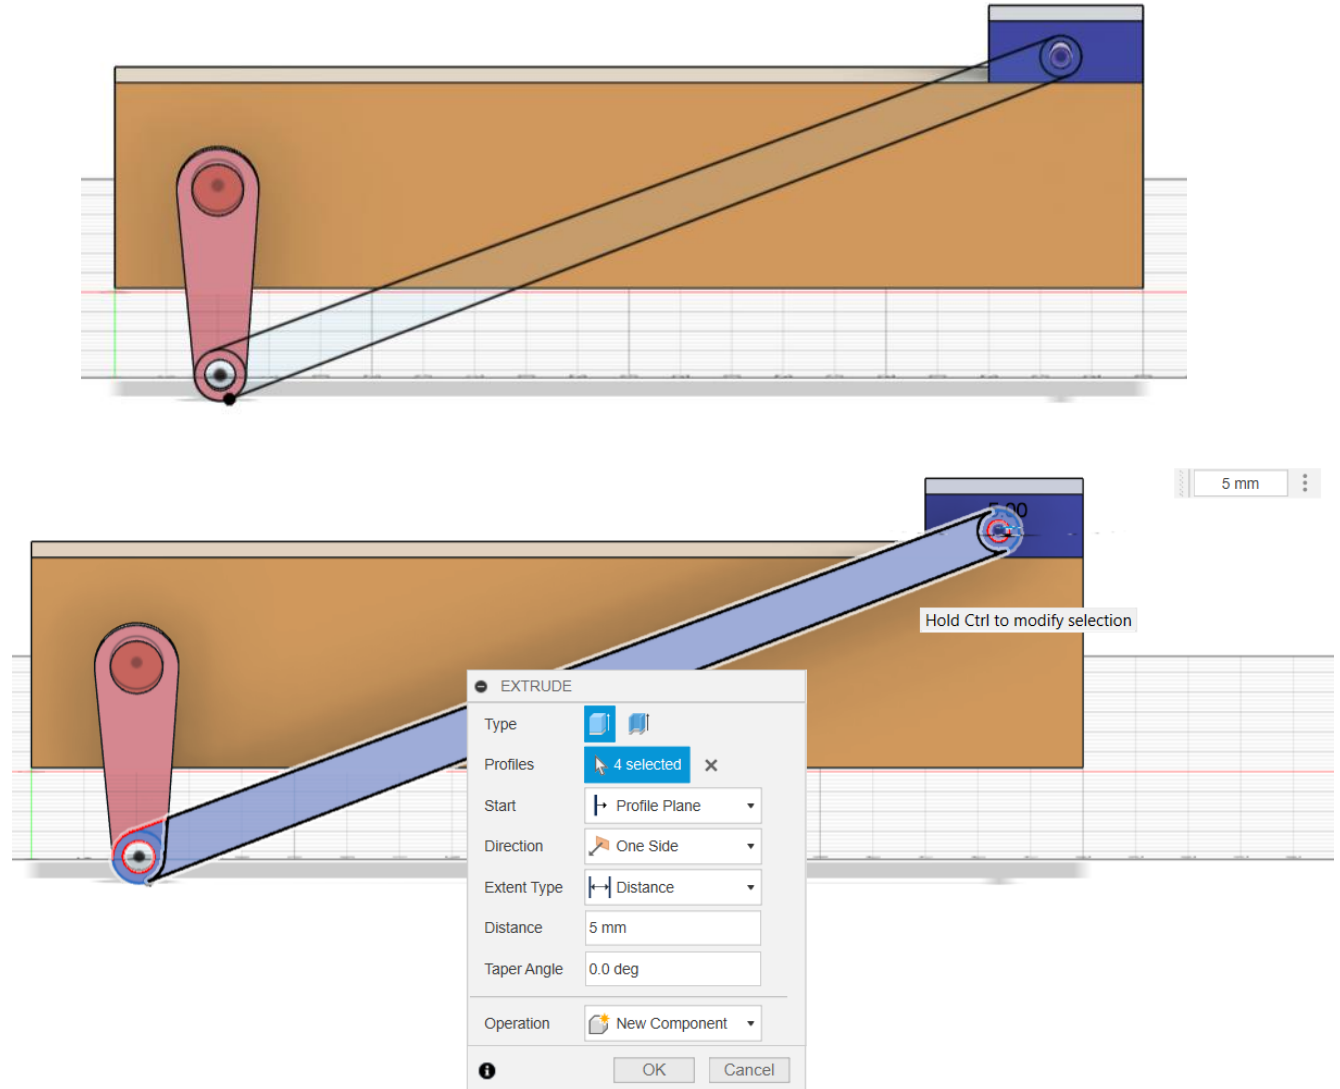 5 mm
Hold Ctrl to modify selection
EXTRUDE
Type
Profiles
4 selected
Start
Profile Plane
Direction
One Side
Extent Type
Distance
Distance
5 mm
Taper Angle
0.0 deg
Operation
New Component
OK
Cancel